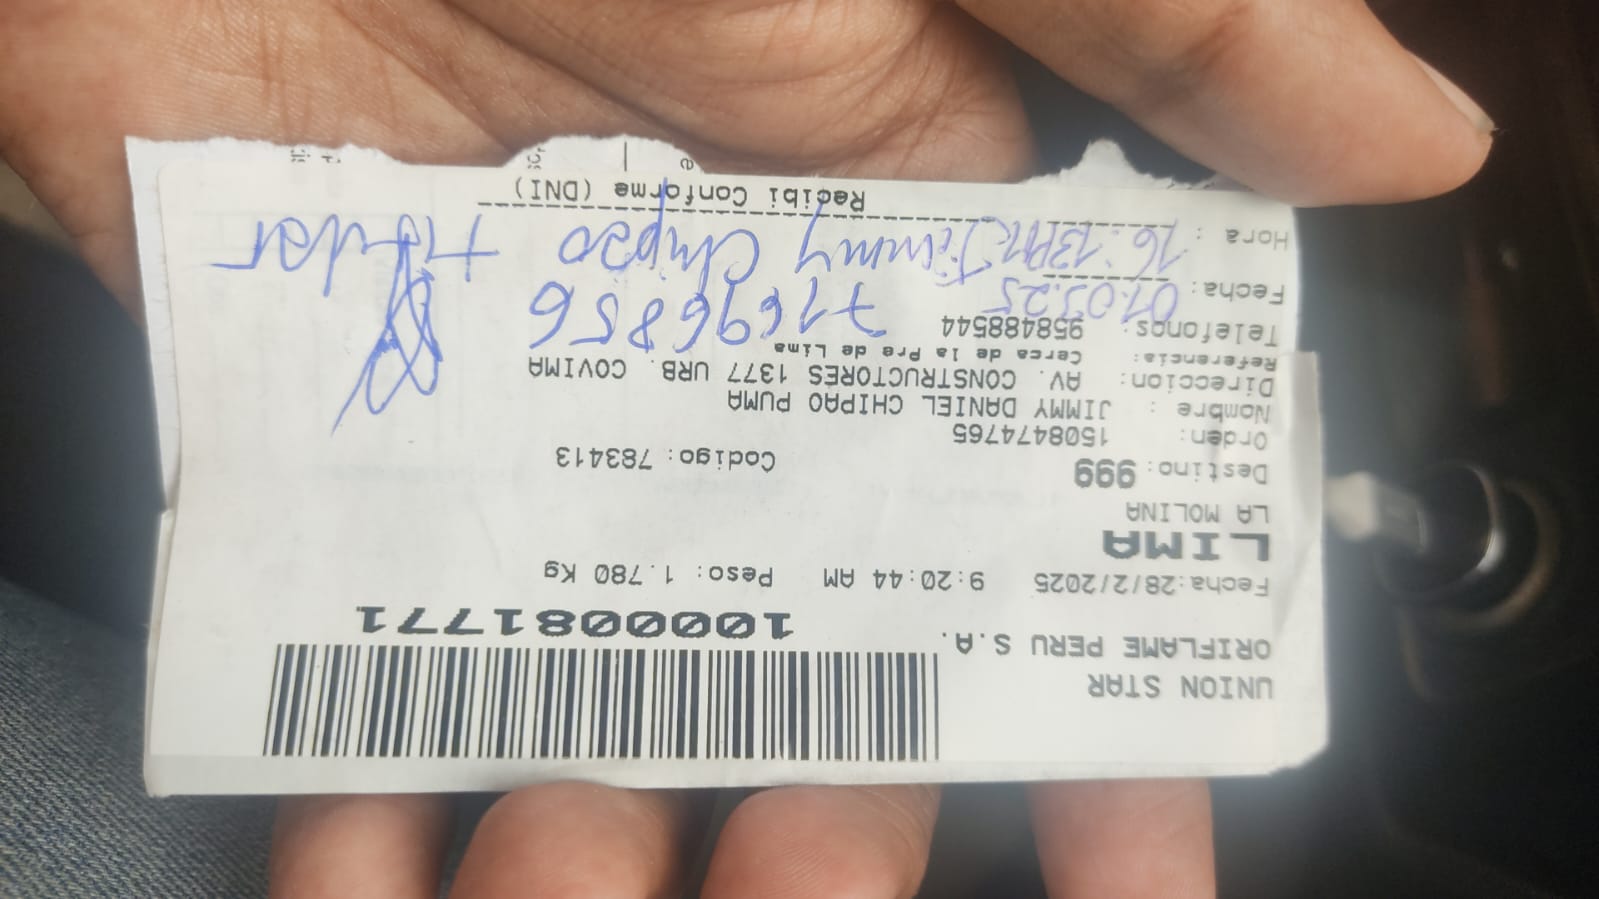 UNION STAR
ORIFLAME PERU S.A.
1000081771
Fecha:28/2/2025 9:20:44 AM Peso: 1.780 Kg
LIMA
LA MOLINA
Destino: 999 Codigo: 783413
Orden: 1508474765
Nombre : JIMMY DANIEL CHIPAO PUMA
Direccion: AV. CONSTRUCTORES 1377 URB. COVIMA
Referencia: Cerca de la Pre de Lima
Telefonos: 958488544
Fecha: 01.03.25 71696856
Hora : 16:13PM Jimmy Chipao titular
Recibi Conforme (DNI)